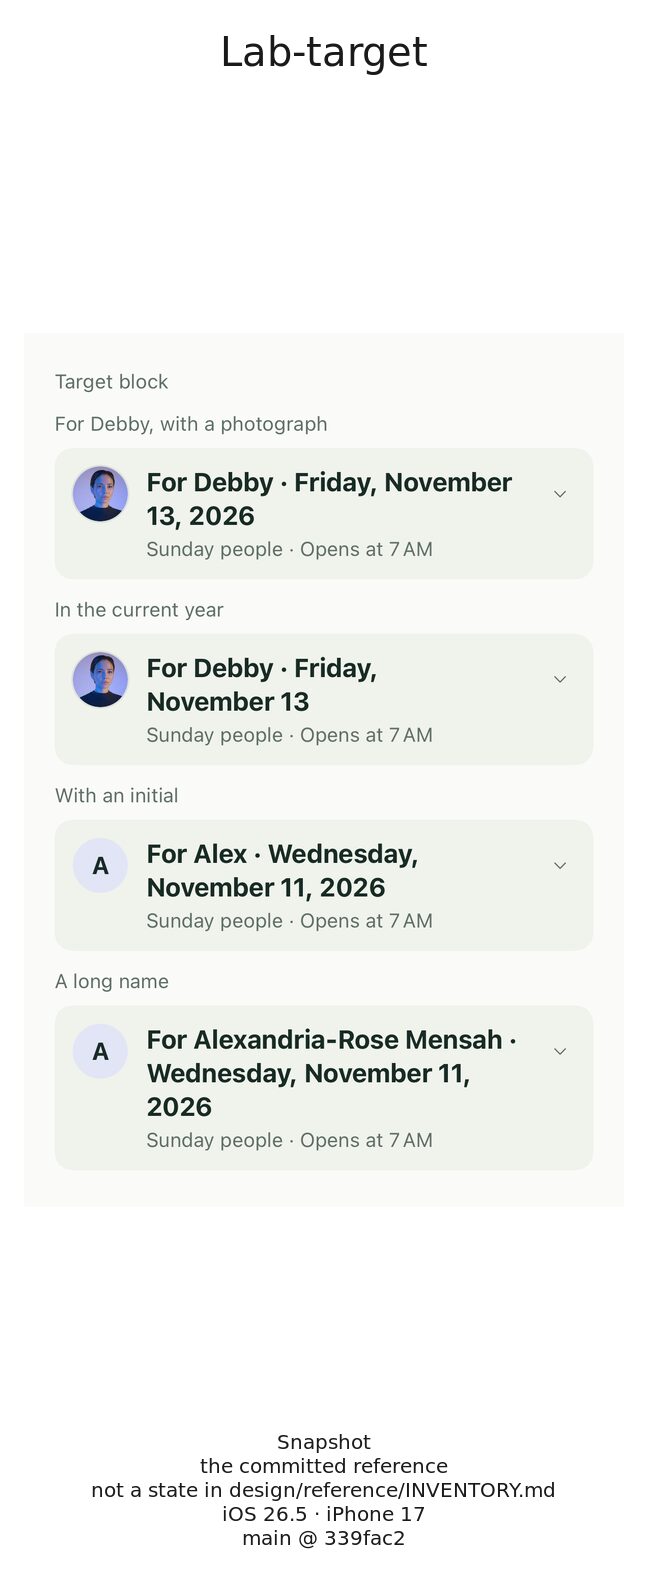 Lab-target
Target block
For Debby, with a photograph
For Debby · Friday, November
13, 2026
Sunday people · Opens at 7 AM
In the current year
For Debby · Friday,
November 13
Sunday people · Opens at 7 AM
With an initial
A
For Alex · Wednesday,
November 11, 2026
Sunday people · Opens at 7 AM
A long name
A
For Alexandria-Rose Mensah ·
Wednesday, November 11,
2026
Sunday people · Opens at 7 AM
Snapshot
the committed reference
not a state in design/reference/INVENTORY.md
iOS 26.5 · iPhone 17
main @ 339fac2